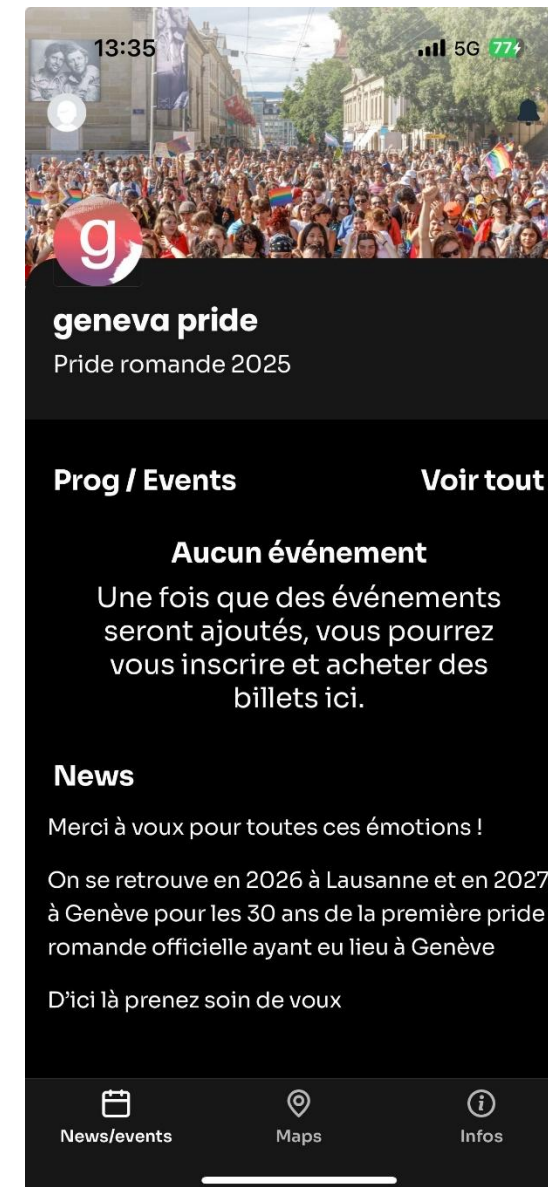 13:35
5G 77
g
geneva pride
Pride romande 2025
Prog / Events
Voir tout
Aucun événement
Une fois que des événements
seront ajoutés, vous pourrez
vous inscrire et acheter des
billets ici.
News
Merci à voux pour toutes ces émotions !
On se retrouve en 2026 à Lausanne et en 2027
à Genève pour les 30 ans de la première pride
romande officielle ayant eu lieu à Genève
D’ici là prenez soin de voux
News/events
Maps
Infos